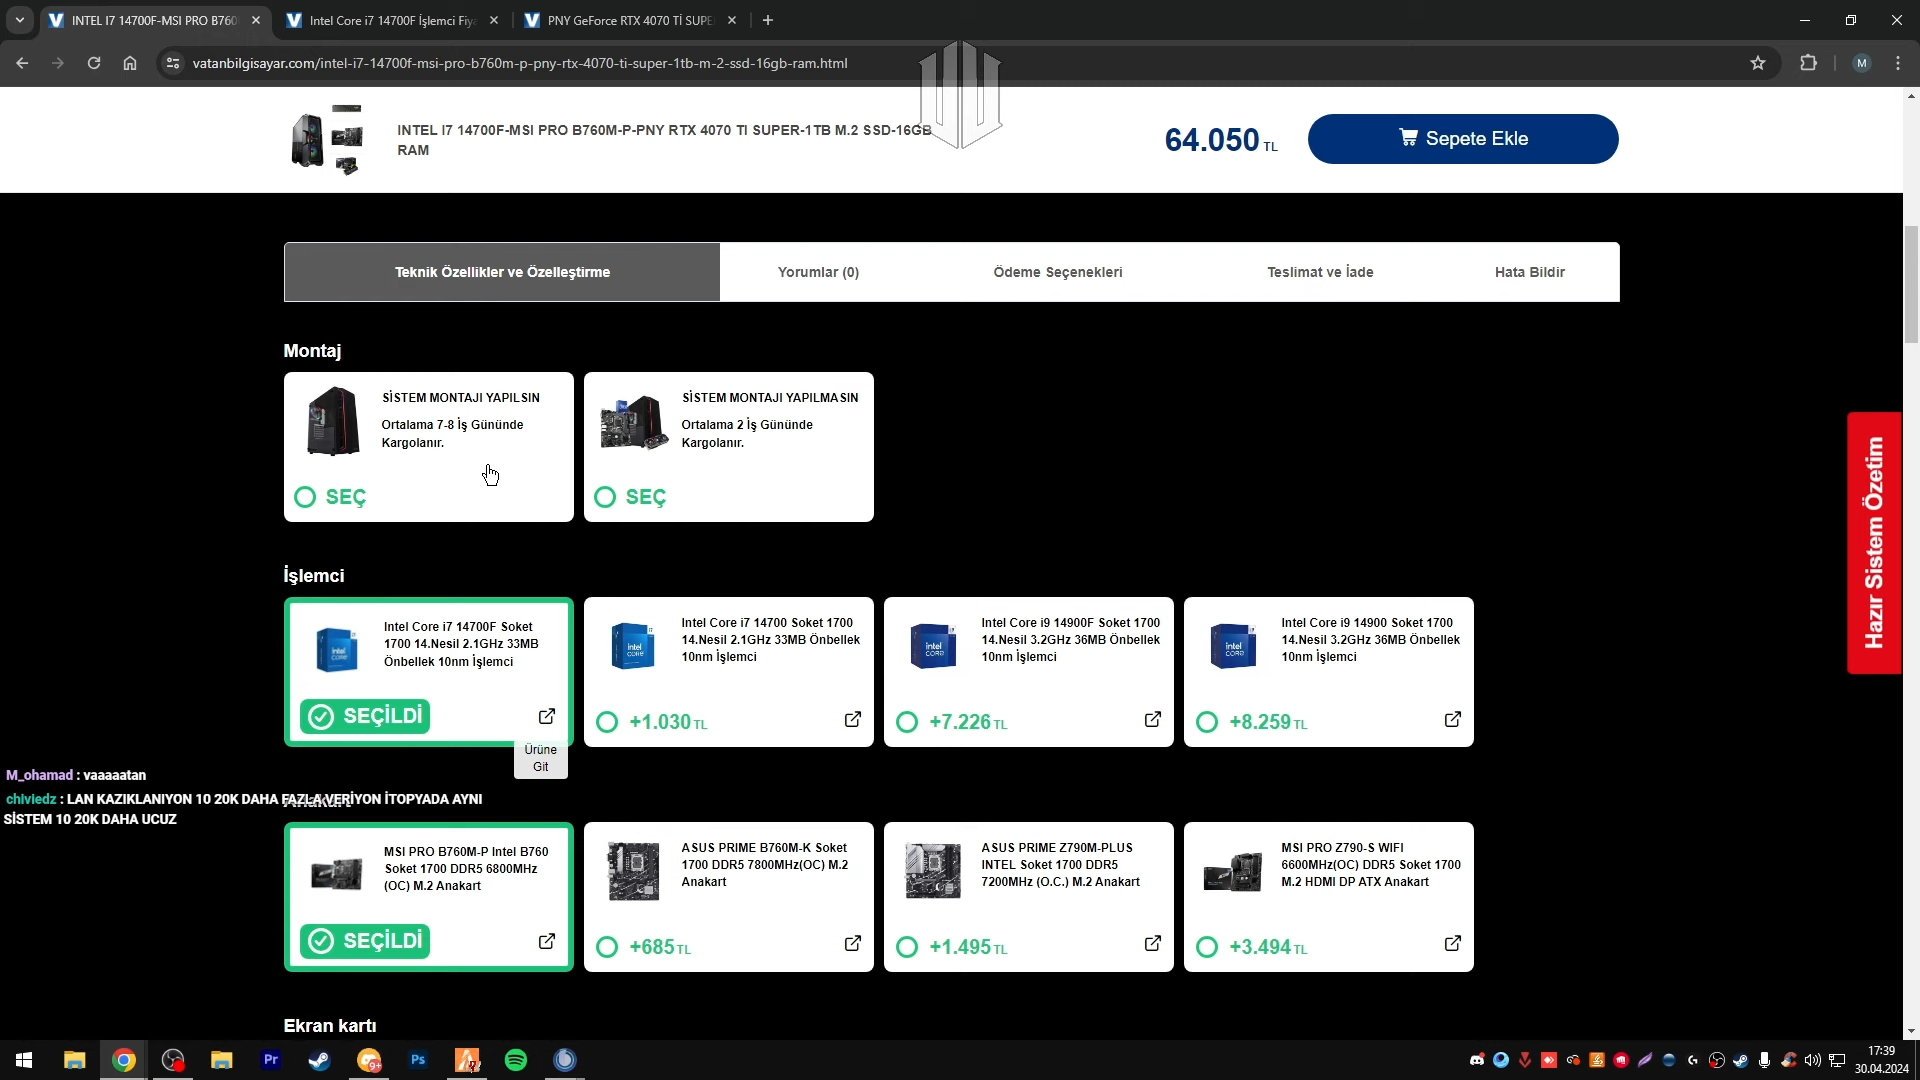 INTEL I7 14700F-MSI PRO B760
Intel Core i7 14700F İşlemci Fiya
PNY GeForce RTX 4070 Tİ SUPE
vatanbilgisayar.com/intel-i7-14700f-msi-pro-b760m-p-pny-rtx-4070-ti-super-1tb-m-2-ssd-16gb-ram.html
M
INTEL I7 14700F-MSI PRO B760M-P-PNY RTX 4070 TI SUPER-1TB M.2 SSD-16GB
RAM
64.050 TL
Sepete Ekle
Teknik Özellikler ve Özelleştirme
Yorumlar (0)
Ödeme Seçenekleri
Teslimat ve İade
Hata Bildir
Montaj
SİSTEM MONTAJI YAPILSIN
Ortalama 7-8 İş Gününde
Kargolanır.
SEÇ
SİSTEM MONTAJI YAPILMASIN
Ortalama 2 İş Gününde
Kargolanır.
SEÇ
Hazır Sistem Özetim
İşlemci
Intel Core i7 14700F Soket
1700 14.Nesil 2.1GHz 33MB
Önbellek 10nm İşlemci
SEÇİLDİ
Intel Core i7 14700 Soket 1700
14.Nesil 2.1GHz 33MB Önbellek
10nm İşlemci
+1.030 TL
Intel Core i9 14900F Soket 1700
14.Nesil 3.2GHz 36MB Önbellek
10nm İşlemci
+7.226 TL
Intel Core i9 14900 Soket 1700
14.Nesil 3.2GHz 36MB Önbellek
10nm İşlemci
+8.259 TL
Ürüne
Git
M_ohamad : vaaaaatan
chiviedz : LAN KAZIKLANIYON 10 20K DAHA FAZLA VERİYON İTOPYADA AYNI
SİSTEM 10 20K DAHA UCUZ
Anakart
MSI PRO B760M-P Intel B760
Soket 1700 DDR5 6800MHz
(OC) M.2 Anakart
SEÇİLDİ
ASUS PRIME B760M-K Soket
1700 DDR5 7800MHz(OC) M.2
Anakart
+685 TL
ASUS PRIME Z790M-PLUS
INTEL Soket 1700 DDR5
7200MHz (O.C.) M.2 Anakart
+1.495 TL
MSI PRO Z790-S WIFI
6600MHz(OC) DDR5 Soket 1700
M.2 HDMI DP ATX Anakart
+3.494 TL
Ekran kartı
Pr
9+
Ps
17:39
30.04.2024